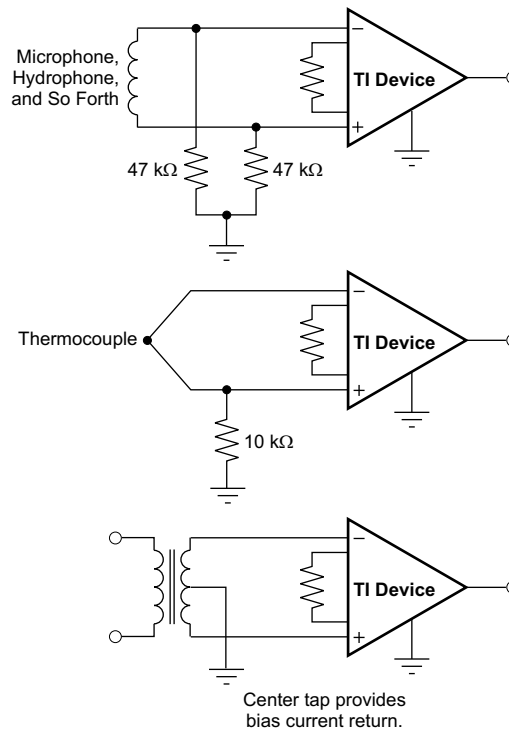 Microphone,
Hydrophone,
and So Forth
−
TI Device
+
47 kΩ
47 kΩ
Thermocouple
−
TI Device
+
10 kΩ
−
TI Device
+
Center tap provides
bias current return.